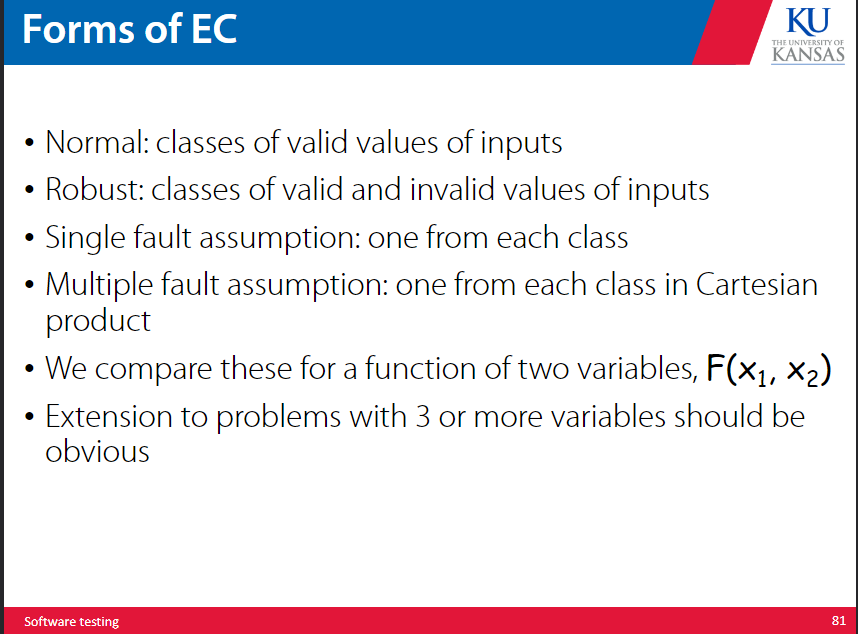 Forms of EC
KU
THE UNIVERSITY OF
KANSAS
• Normal: classes of valid values of inputs
• Robust: classes of valid and invalid values of inputs
• Single fault assumption: one from each class
• Multiple fault assumption: one from each class in Cartesian
product
• We compare these for a function of two variables, F(x₁, x₂)
• Extension to problems with 3 or more variables should be
obvious
Software testing
81